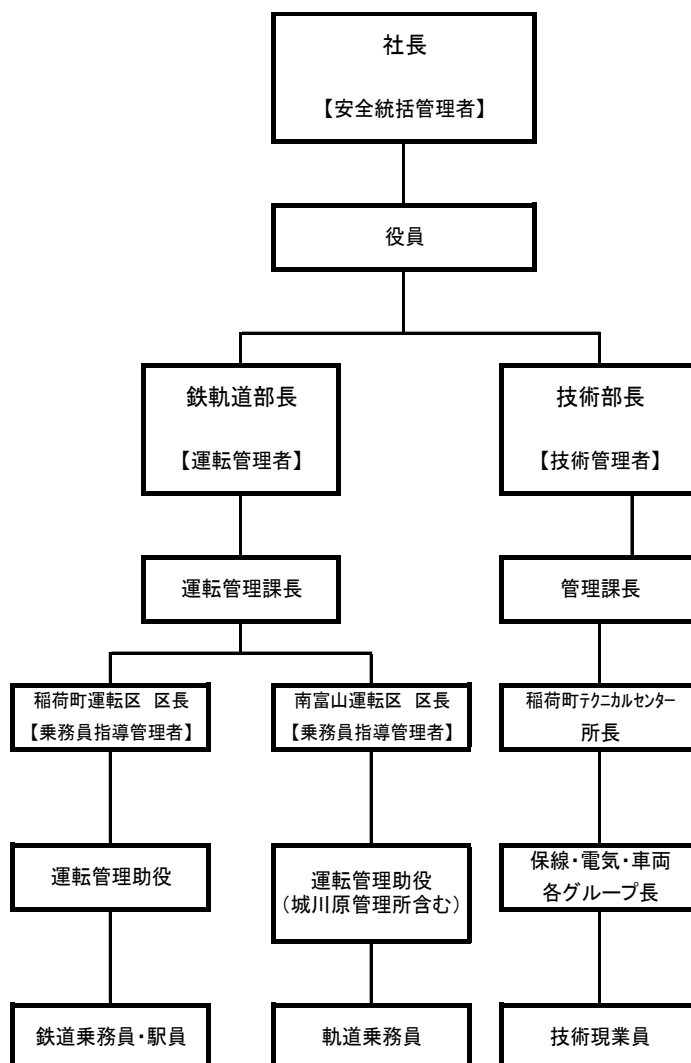 社長
【安全統括管理者】
役員
鉄軌道部長
【運転管理者】
技術部長
【技術管理者】
運転管理課長
管理課長
稲荷町運転区 区長
【乗務員指導管理者】
南富山運転区 区長
【乗務員指導管理者】
稲荷町ﾃｸﾆｶﾙｾﾝﾀｰ
所長
運転管理助役
運転管理助役
（城川原管理所含む）
保線・電気・車両
各グループ長
鉄道乗務員・駅員
軌道乗務員
技術現業員